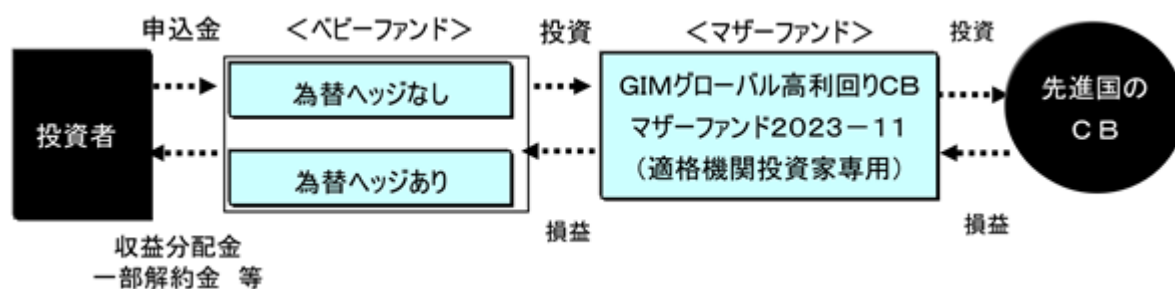 申込金
＜ベビーファンド＞
投資
＜マザーファンド＞
投資
投資者
為替ヘッジなし
為替ヘッジあり
GIMグローバル高利回りCB
マザーファンド2023－11
（適格機関投資家専用）
先進国の
ＣＢ
収益分配金
一部解約金　等
損益
損益